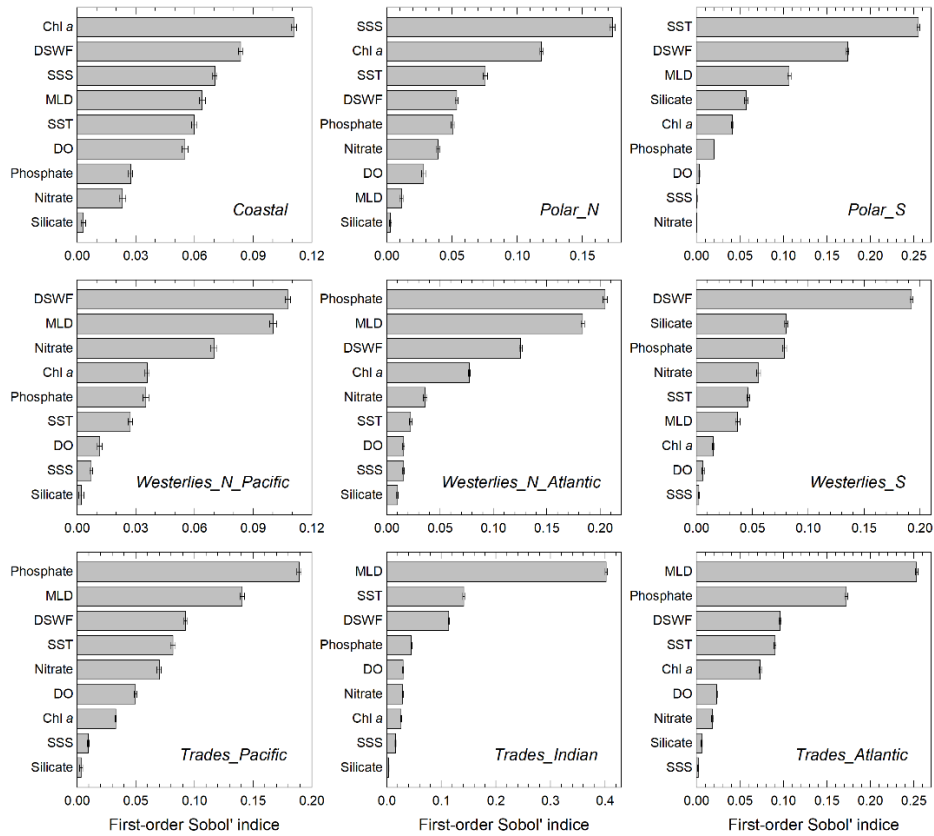 Chl a
DSWF
SSS
MLD
SST
DO
Phosphate
Nitrate
Silicate
Coastal
0.00 0.03 0.06 0.09 0.12
SSS
Chl a
SST
DSWF
Phosphate
Nitrate
DO
MLD
Silicate
Polar_N
0.00 0.05 0.10 0.15
SST
DSWF
MLD
Silicate
Chl a
Phosphate
DO
SSS
Nitrate
Polar_S
0.00 0.05 0.10 0.15 0.20 0.25
DSWF
MLD
Nitrate
Chl a
Phosphate
SST
DO
SSS
Silicate
Westerlies_N_Pacific
0.00 0.03 0.06 0.09 0.12
Phosphate
MLD
DSWF
Chl a
Nitrate
SST
DO
SSS
Silicate
Westerlies_N_Atlantic
0.00 0.05 0.10 0.15 0.20
DSWF
Silicate
Phosphate
Nitrate
SST
MLD
Chl a
DO
SSS
Westerlies_S
0.00 0.05 0.10 0.15 0.20
Phosphate
MLD
DSWF
SST
Nitrate
DO
Chl a
SSS
Silicate
Trades_Pacific
0.00 0.05 0.10 0.15 0.20
First-order Sobol' indice
MLD
SST
DSWF
Phosphate
DO
Nitrate
Chl a
SSS
Silicate
Trades_Indian
0.0 0.1 0.2 0.3 0.4
First-order Sobol' indice
MLD
Phosphate
DSWF
SST
Chl a
DO
Nitrate
Silicate
SSS
Trades_Atlantic
0.00 0.05 0.10 0.15 0.20 0.25
First-order Sobol' indice